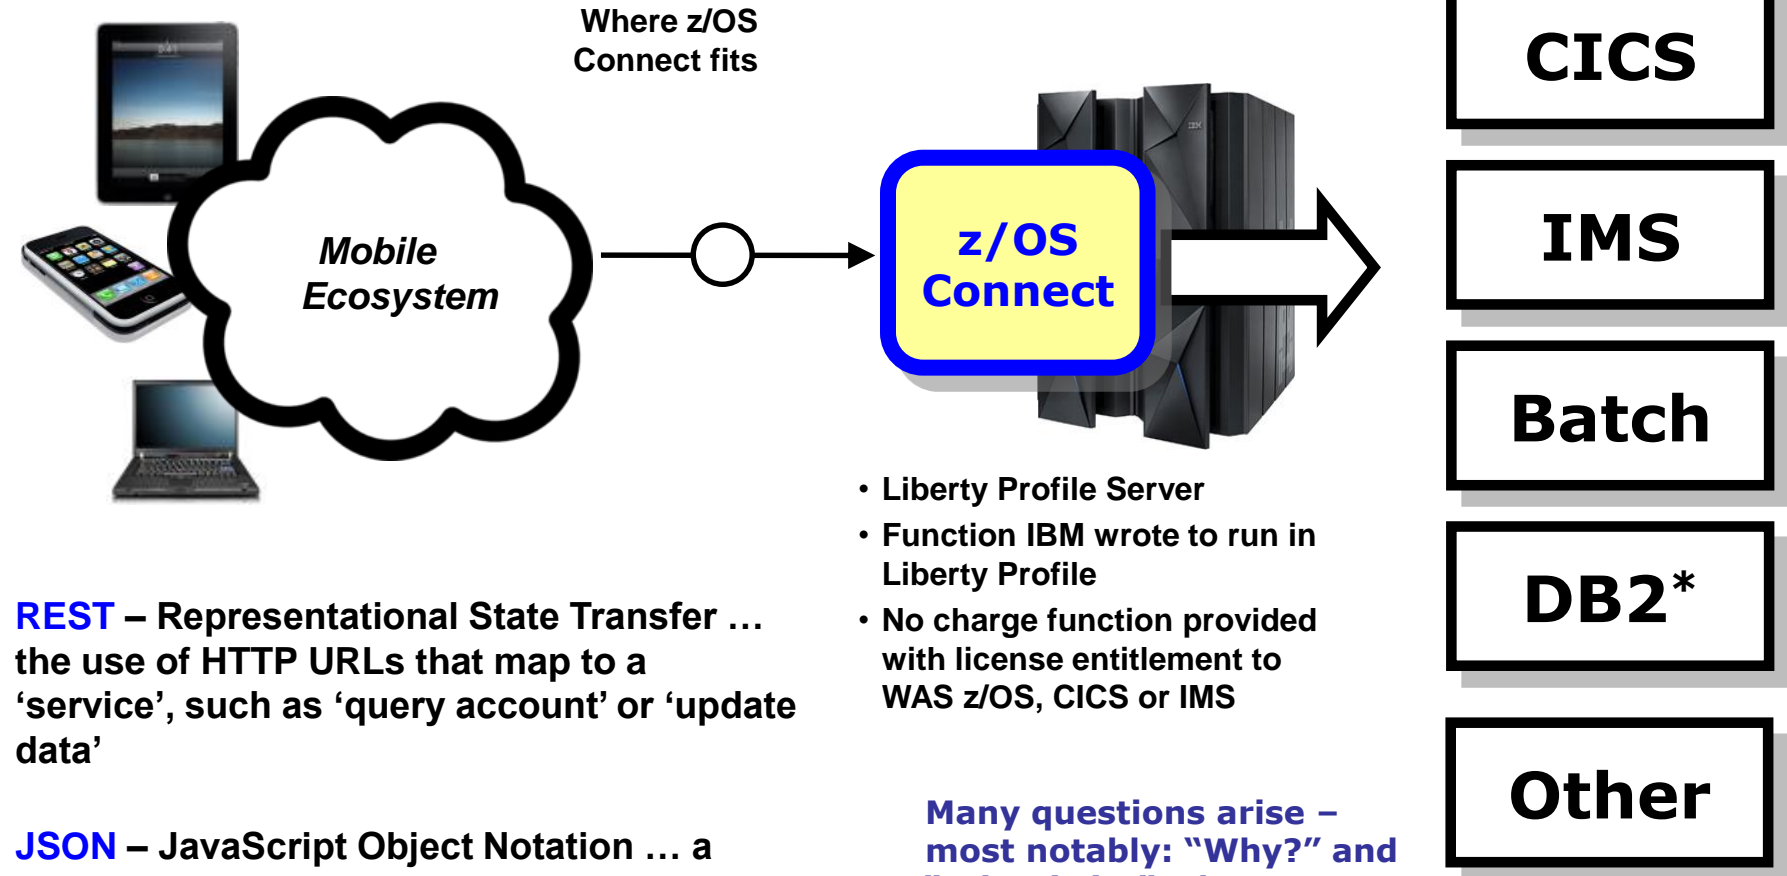 Where z/OS
Connect fits
Mobile
Ecosystem
z/OS
Connect
CICS
IMS
Batch
DB2*
Other
• Liberty Profile Server
• Function IBM wrote to run in
Liberty Profile
• No charge function provided
with license entitlement to
WAS z/OS, CICS or IMS
REST – Representational State Transfer …
the use of HTTP URLs that map to a
‘service’, such as ‘query account’ or ‘update
data’
JSON – JavaScript Object Notation … a
Many questions arise –
most notably: “Why?” and